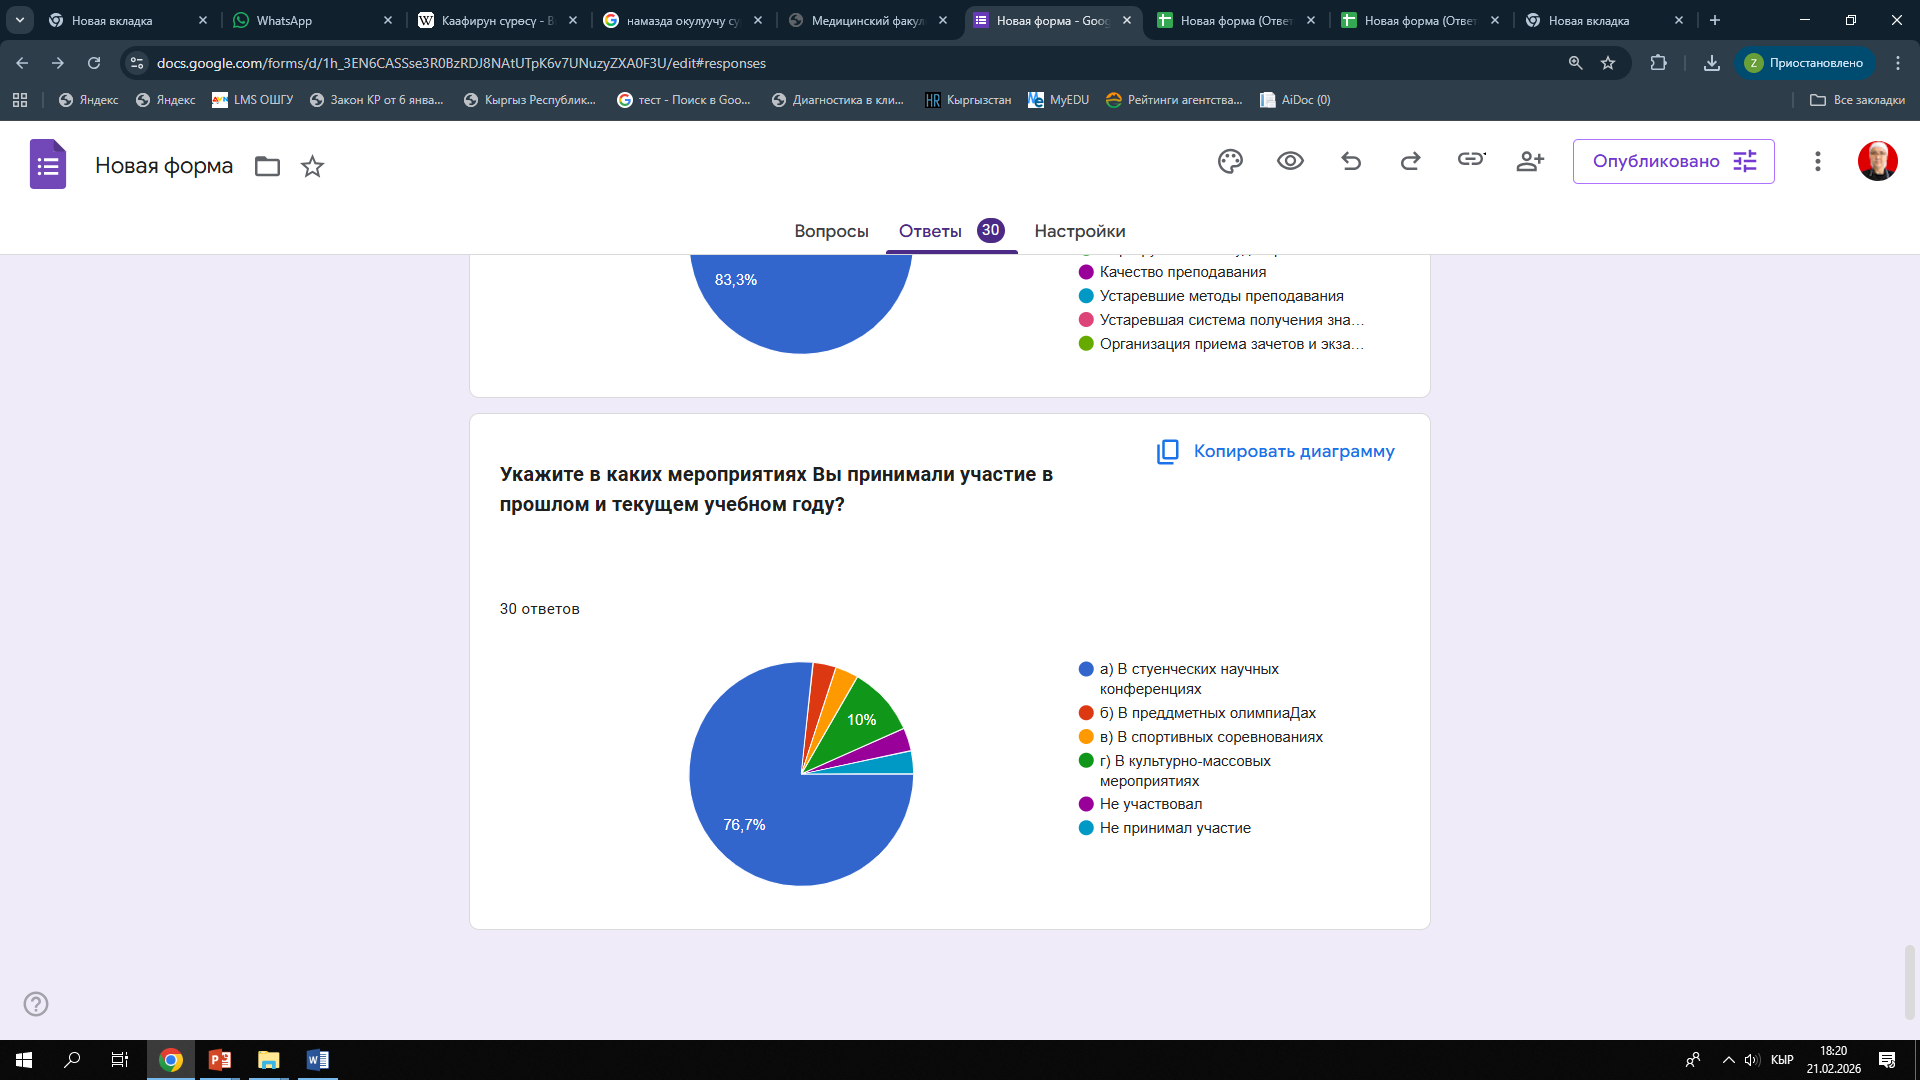 Новая вкладка
WhatsApp
Каафирун сүрөсү - В
намазда окулуучу су
Медицинский факул
Новая форма - Goog
Новая форма (Ответ
Новая форма (Ответ
Новая вкладка
docs.google.com/forms/d/1h_3EN6CASSse3R0BzRDJ8NAtUTpK6v7UNuzyZXA0F3U/edit#responses
Z Приостановлено
Яндекс
Яндекс
LMS ОШГУ
Закон КР от 6 янва...
Кыргыз Республик...
тест - Поиск в Goo...
Диагностика в кли...
HR Кыргызстан
MyEDU
Рейтинги агентства...
AiDoc (0)
Все закладки
Новая форма
Опубликовано
Вопросы
Ответы 30
Настройки
83,3%
Качество преподавания
Устаревшие методы преподавания
Устаревшая система получения зна...
Организация приема зачетов и экза...
Копировать диаграмму
Укажите в каких мероприятиях Вы принимали участие в
прошлом и текущем учебном году?
30 ответов
10%
76,7%
а) В стуенческих научных
конференциях
б) В преддметных олимпиаДах
в) В спортивных соревнованиях
г) В культурно-массовых
мероприятиях
Не участвовал
Не принимал участие
КЫР
18:20
21.02.2026